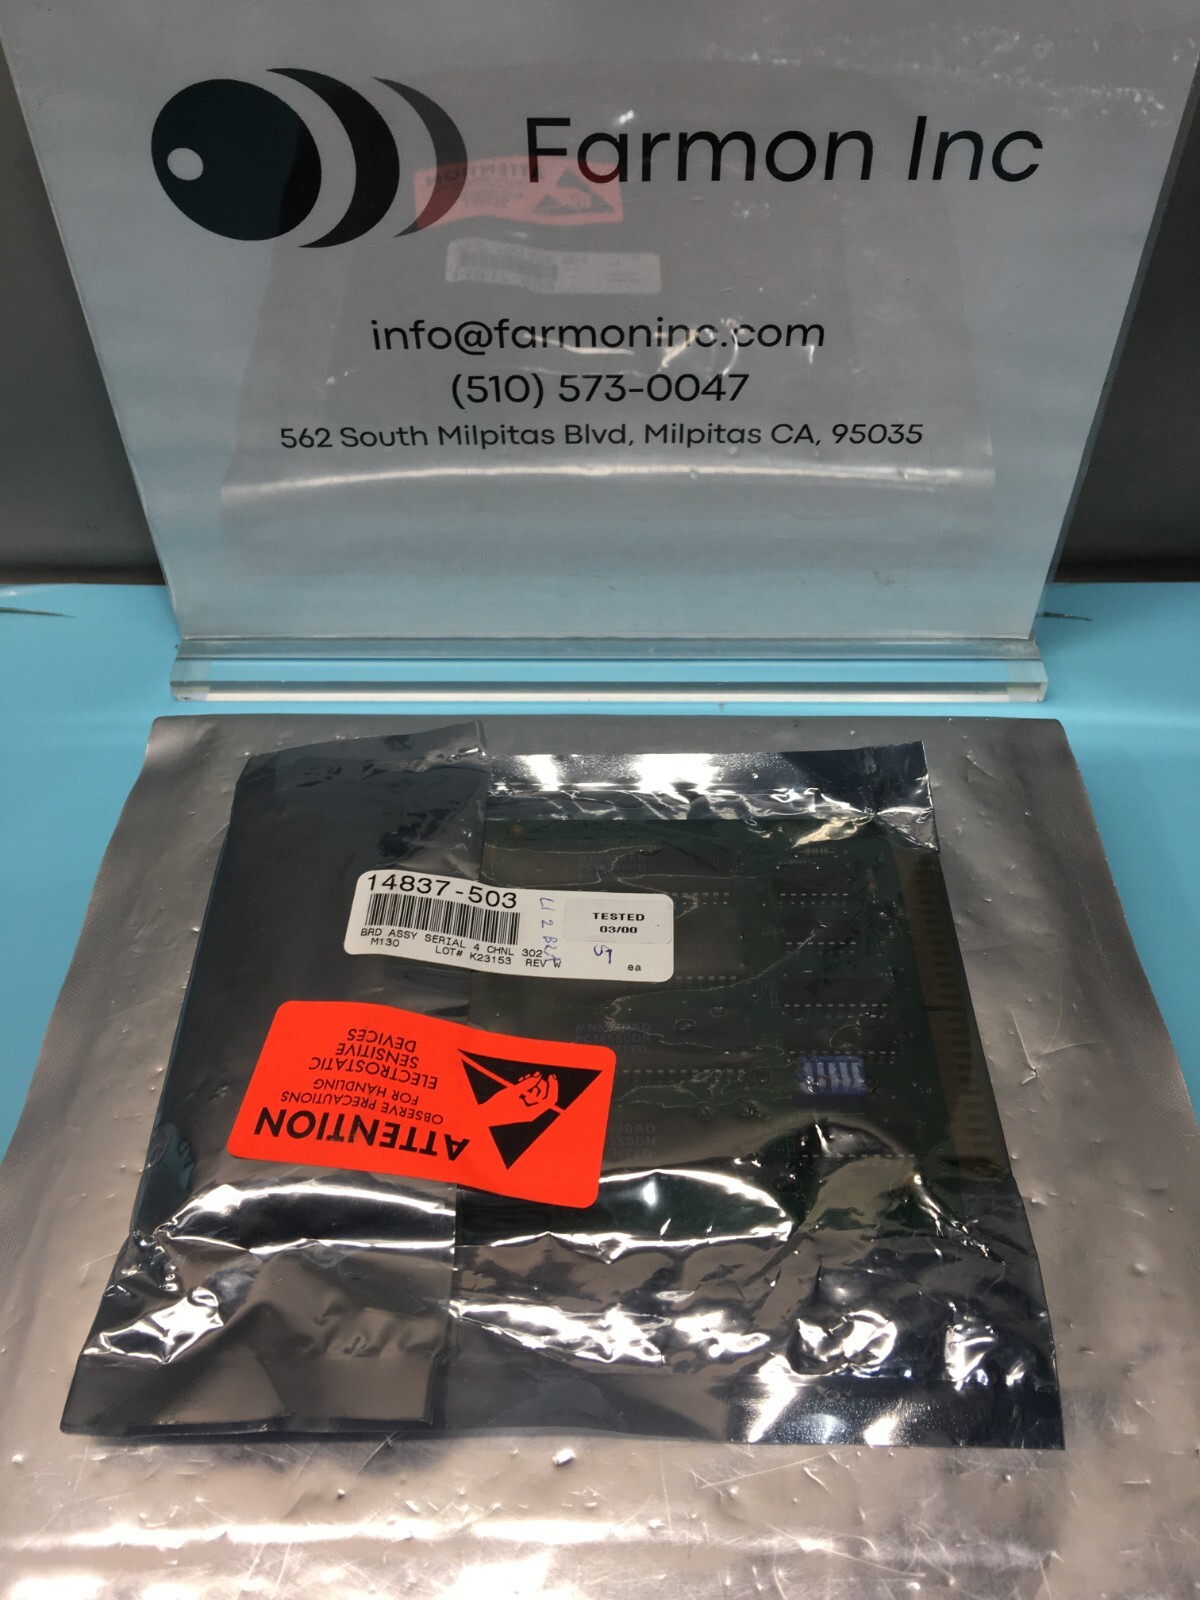 Farmon Inc
info@farmoninc.com
(510) 573-0047
562 South Milpitas Blvd, Milpitas CA, 95035
14837-503
TESTED
03/00
BRD ASSY SERIAL 4 CHNL 302
M130 LOT# K23153 REV W
ea
ATTENTION
OBSERVE PRECAUTIONS
FOR HANDLING
ELECTROSTATIC
SENSITIVE
DEVICES